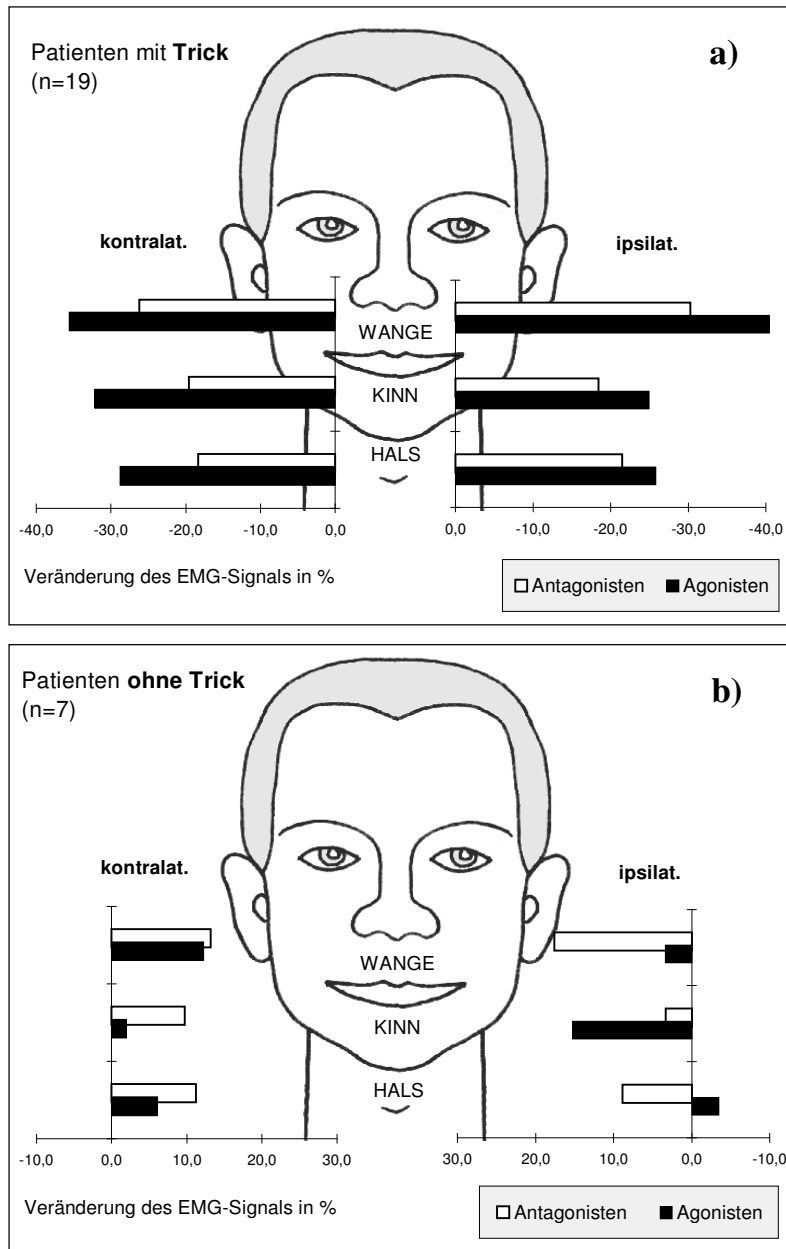 Patienten mit Trick
(n=19)
a)
kontralat.
ipsilat.
WANGE
KINN
HALS
-40,0 -30,0 -20,0 -10,0 0,0
0,0 -10,0 -20,0 -30,0 -40,0
Veränderung des EMG-Signals in %
Antagonisten Agonisten
Patienten ohne Trick
(n=7)
b)
kontralat.
ipsilat.
WANGE
KINN
HALS
-10,0 0,0 10,0 20,0 30,0
30,0 20,0 10,0 0,0 -10,0
Veränderung des EMG-Signals in %
Antagonisten Agonisten